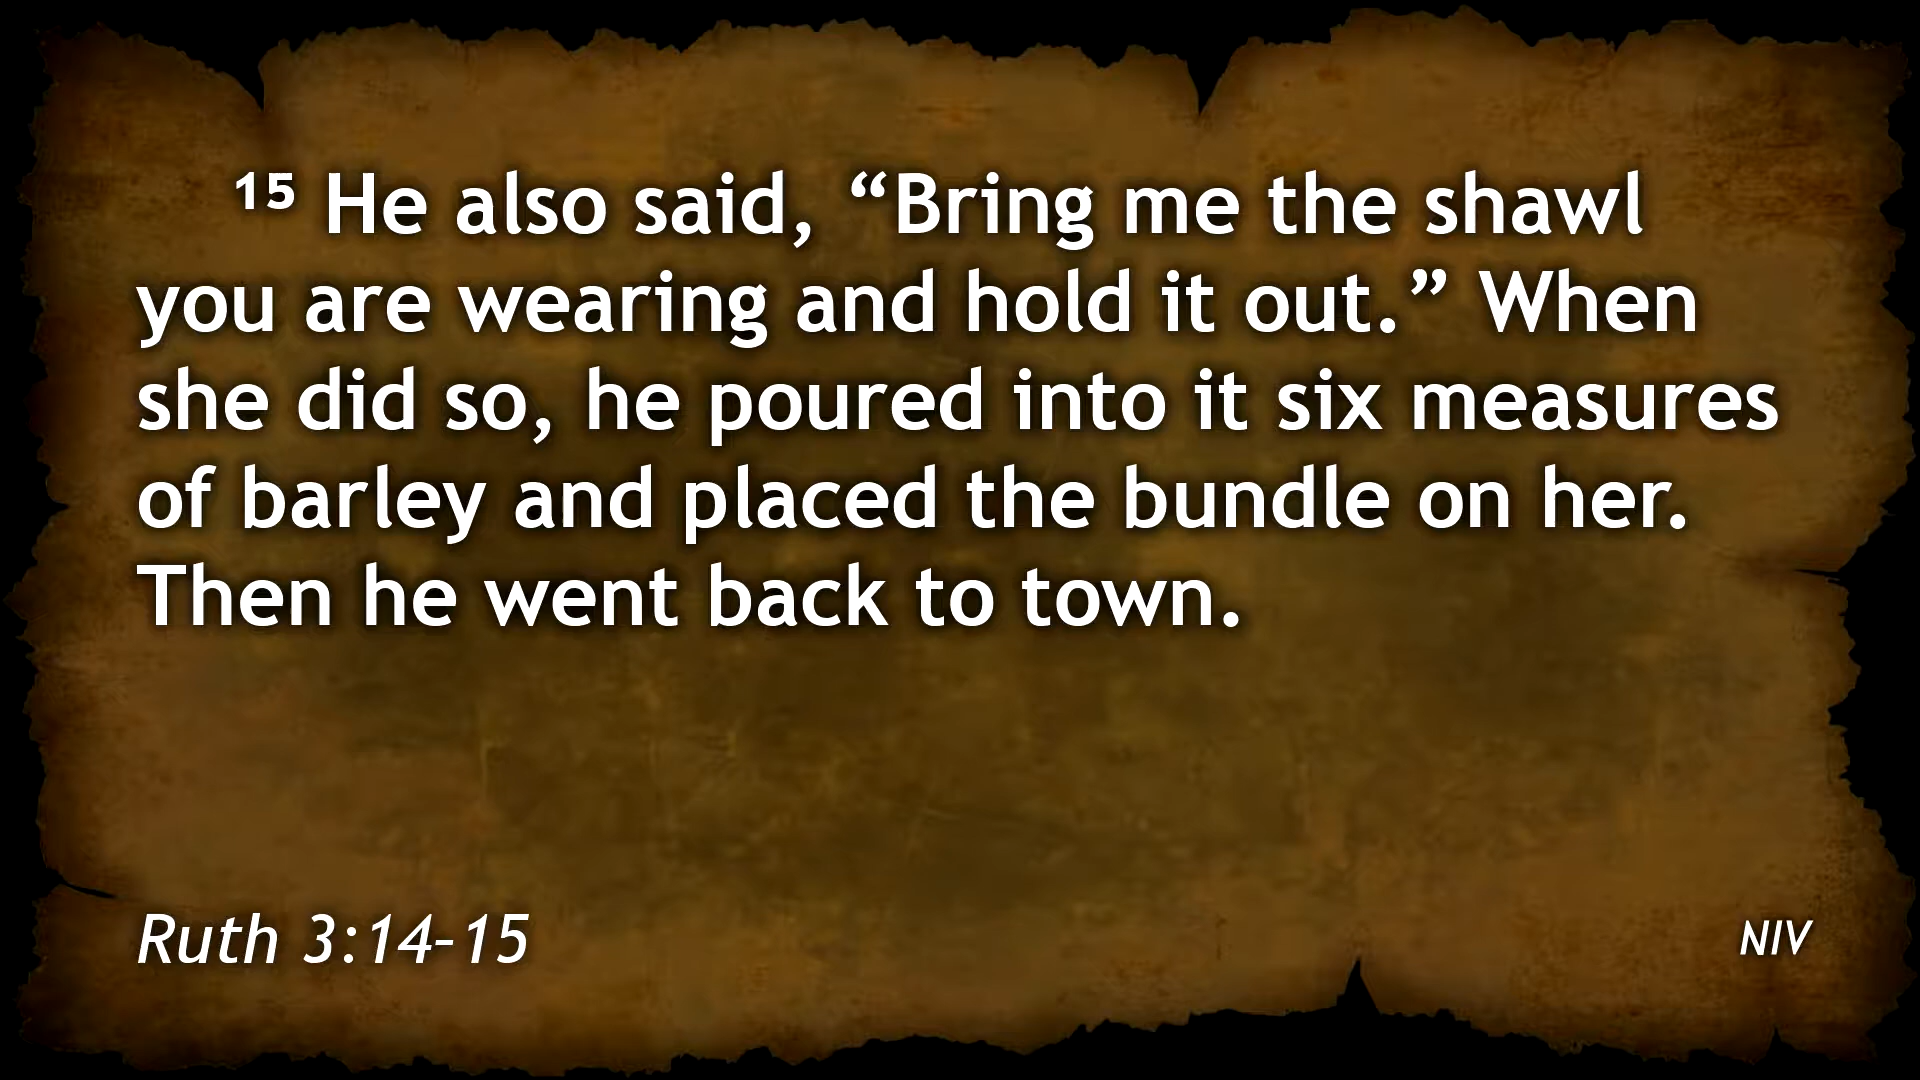 ¹⁵ He also said, “Bring me the shawl
you are wearing and hold it out.” When
she did so, he poured into it six measures
of barley and placed the bundle on her.
Then he went back to town.
Ruth 3:14-15
NIV